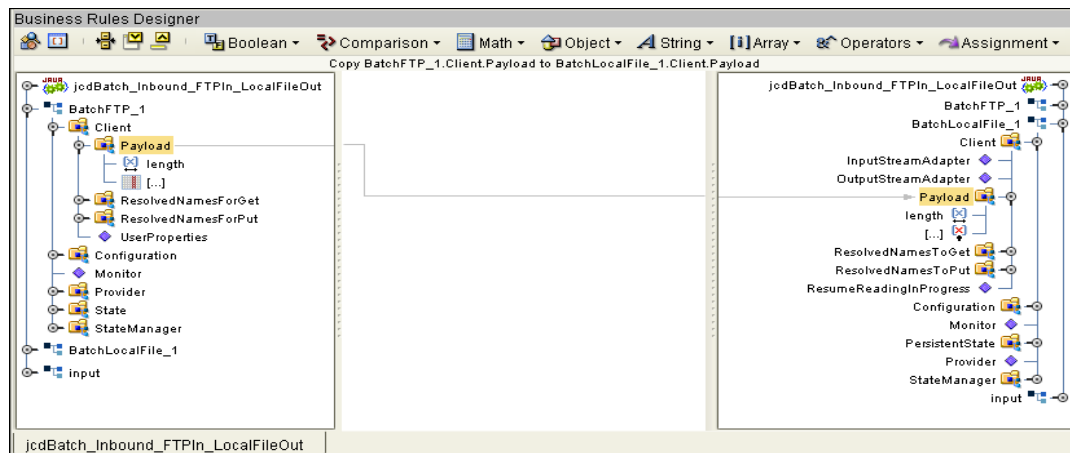 Business Rules Designer
Boolean Comparison Math Object String [i] Array Operators Assignment
Copy BatchFTP_1.Client.Payload to BatchLocalFile_1.Client.Payload
JAVA jcdBatch_Inbound_FTPIn_LocalFileOut
BatchFTP_1
Client
Payload
length
[...]
ResolvedNamesForGet
ResolvedNamesForPut
UserProperties
Configuration
Monitor
Provider
State
StateManager
BatchLocalFile_1
input
jcdBatch_Inbound_FTPIn_LocalFileOut JAVA
BatchFTP_1
BatchLocalFile_1
Client
InputStreamAdapter
OutputStreamAdapter
Payload
length
[...]
ResolvedNamesToGet
ResolvedNamesToPut
ResumeReadingInProgress
Configuration
Monitor
PersistentState
Provider
StateManager
input
jcdBatch_Inbound_FTPIn_LocalFileOut